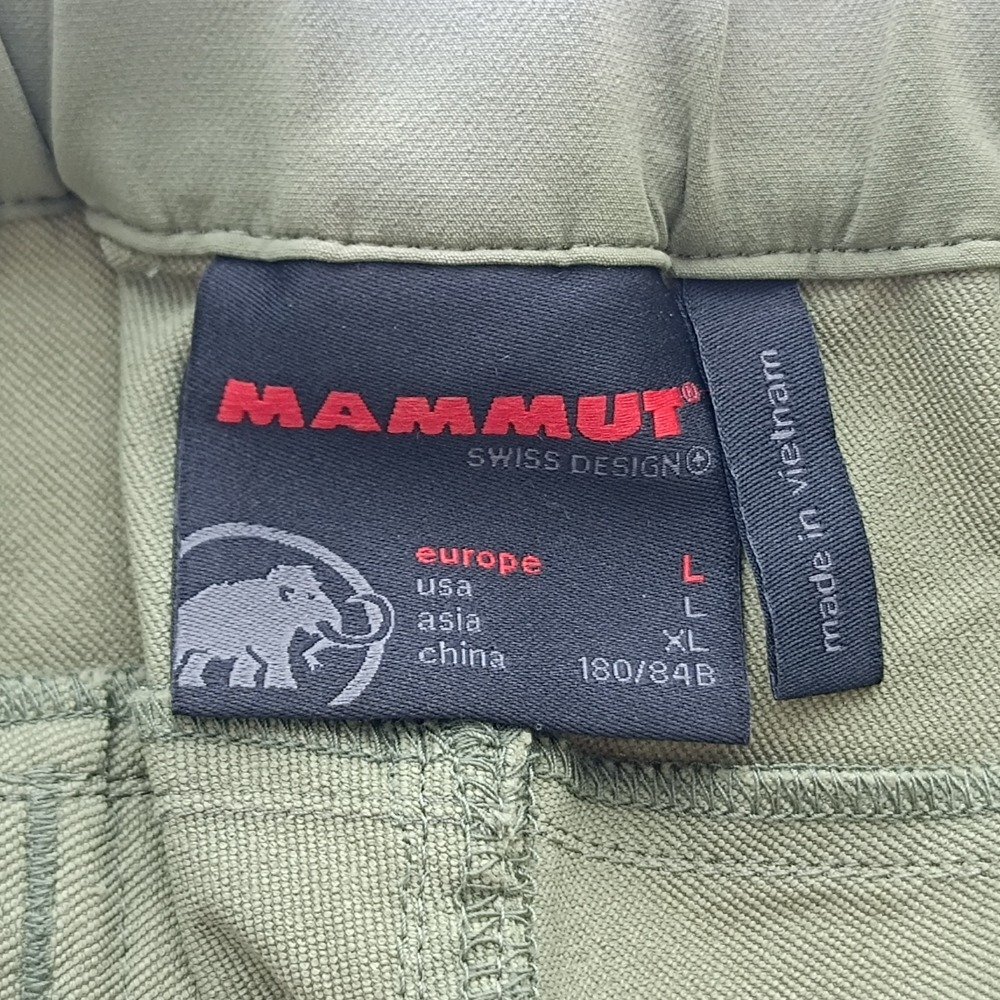 MAMMUT®
SWISS DESIGN
europe L
usa L
asia XL
china 180/84B
made in vietnam